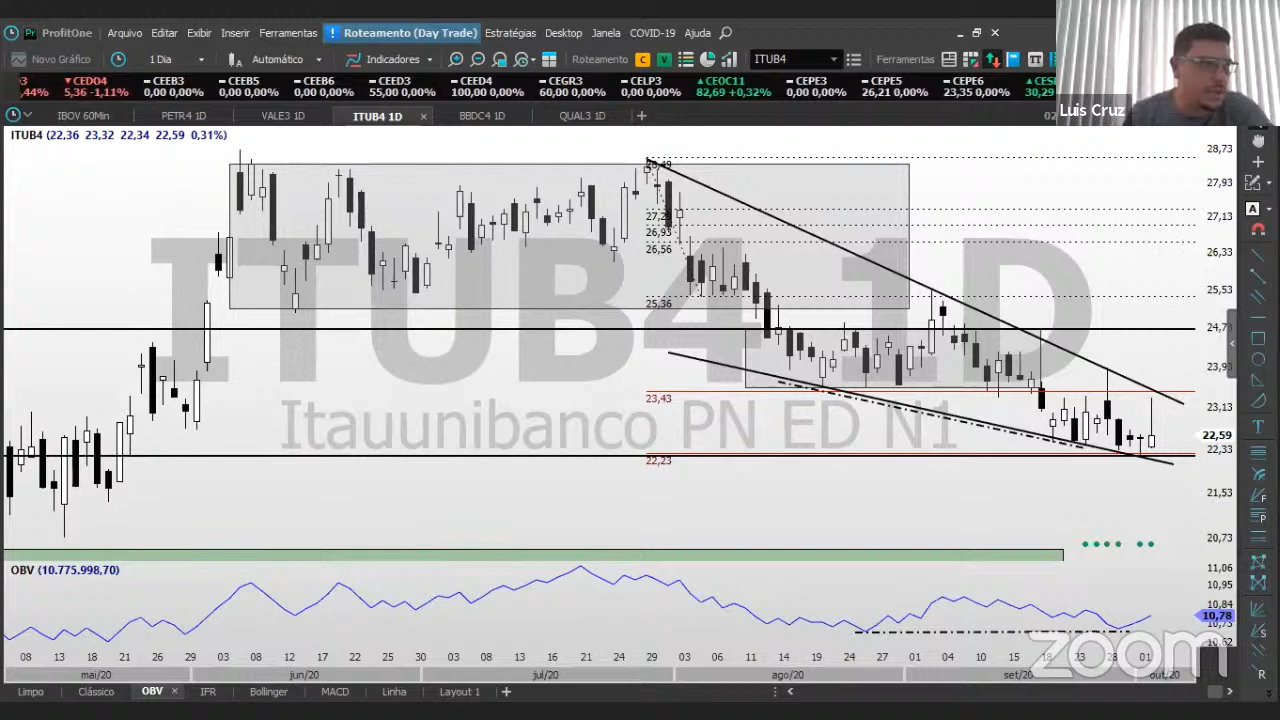 ProfitOne Arquivo Editar Exibir Inserir Ferramentas ! Roteamento (Day Trade) Estratégias Desktop Janela COVID-19 Ajuda
Novo Gráfico 1 Dia Automático Indicadores Roteamento C V ITUB4 Ferramentas
CEDO4 CEEB3 CEEB5 CEEB6 CEED3 CEED4 CEGR3 CELP3 CEOC11 CEPE3 CEPE5 CEPE6
,44% 5,36 -1,11% 0,00 0,00% 0,00 0,00% 0,00 0,00% 55,00 0,00% 100,00 0,00% 60,00 0,00% 0,00 0,00% 82,69 +0,32% 0,00 0,00% 26,21 0,00% 23,35 0,00% 30,29
Luis Cruz
IBOV 60Min PETR4 1D VALE3 1D ITUB4 1D BBDC4 1D QUAL3 1D
ITUB4 (22,36 23,32 22,34 22,59 0,31%)
28,73
27,93
27,13
26,33
25,53
24,73
23,93
23,13
22,59
22,33
21,53
20,73
28,49
27,29
26,93
26,56
25,36
23,43
22,23
ITUB4 1D
Itauunibanco PN ED N1
OBV (10.775.998,70)
11,06
10,95
10,84
10,78
10,73
10,62
08 13 18 21 26 29 03 08 12 17 22 25 30 03 08 13 16 21 24 29 03 06 11 14 19 24 27 01 04 10 15 18 23 28 01
mai/20 jun/20 jul/20 ago/20 set/20 out/20
zoom
Limpo Clássico OBV IFR Bollinger MACD Linha Layout 1